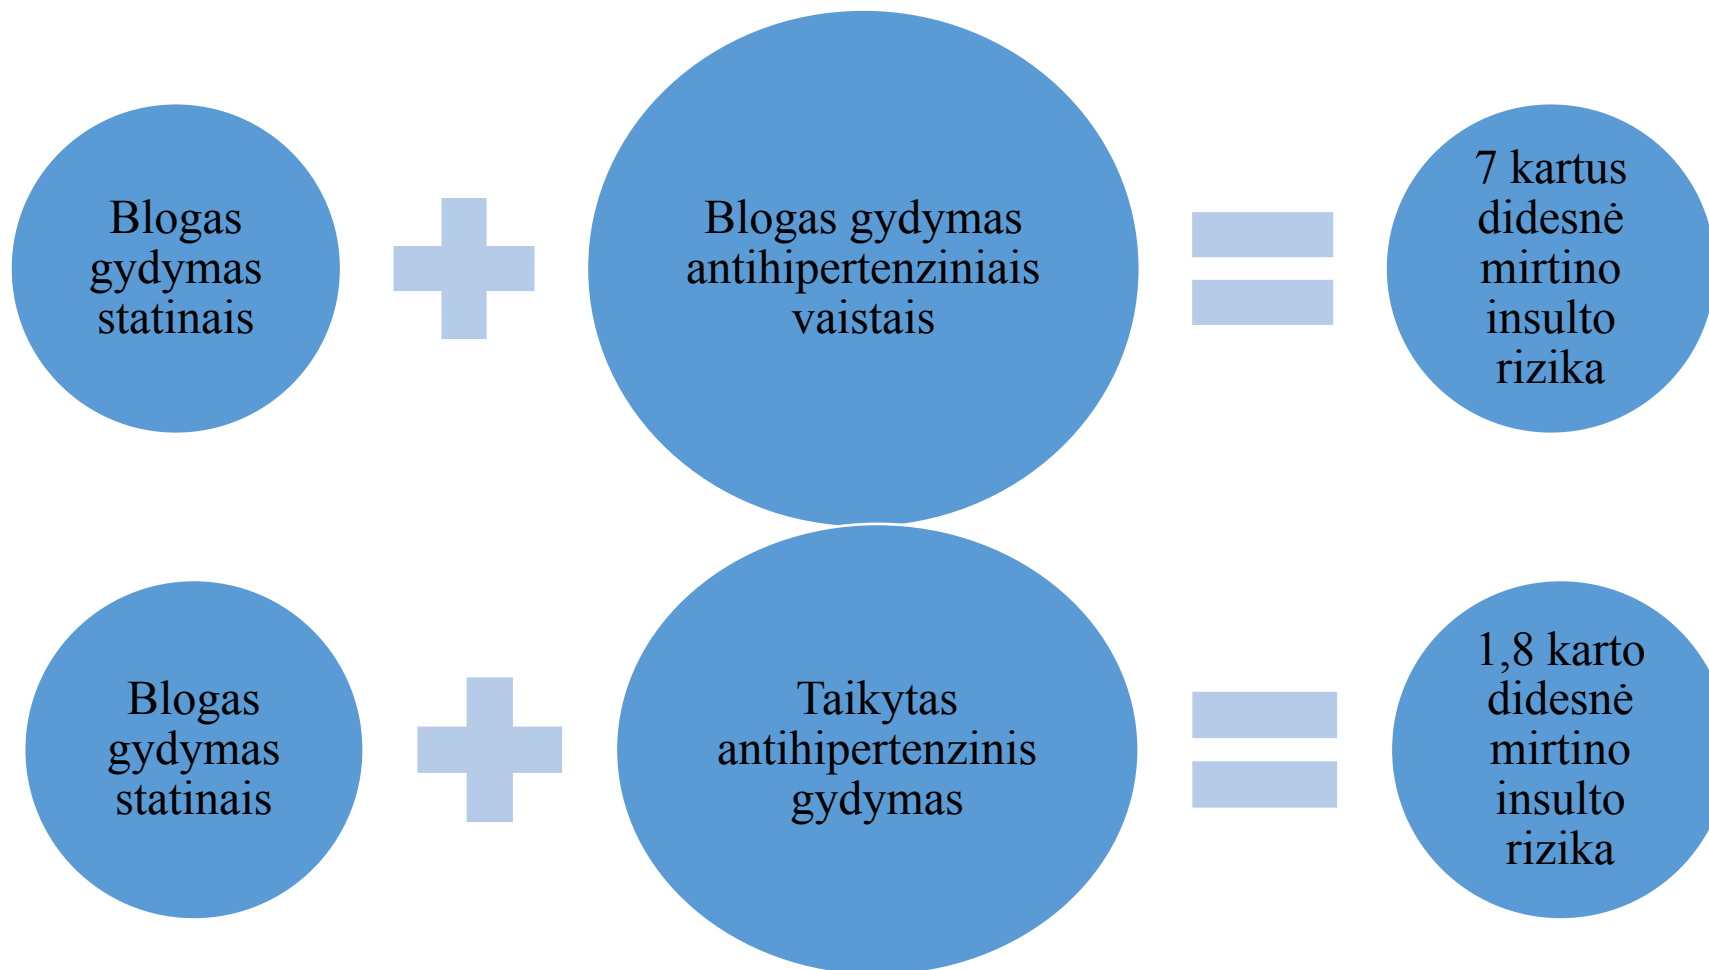 Blogas
gydymas
statinais
Blogas gydymas
antihipertenziniais
vaistais
7 kartus
didesnė
mirtino
insulto
rizika
Blogas
gydymas
statinais
Taikytas
antihipertenzinis
gydymas
1,8 karto
didesnė
mirtino
insulto
rizika